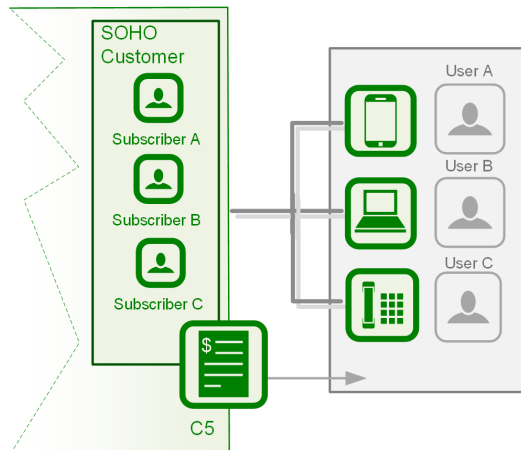 SOHO
Customer
Subscriber A
Subscriber B
Subscriber C
$
C5
User A
User B
User C